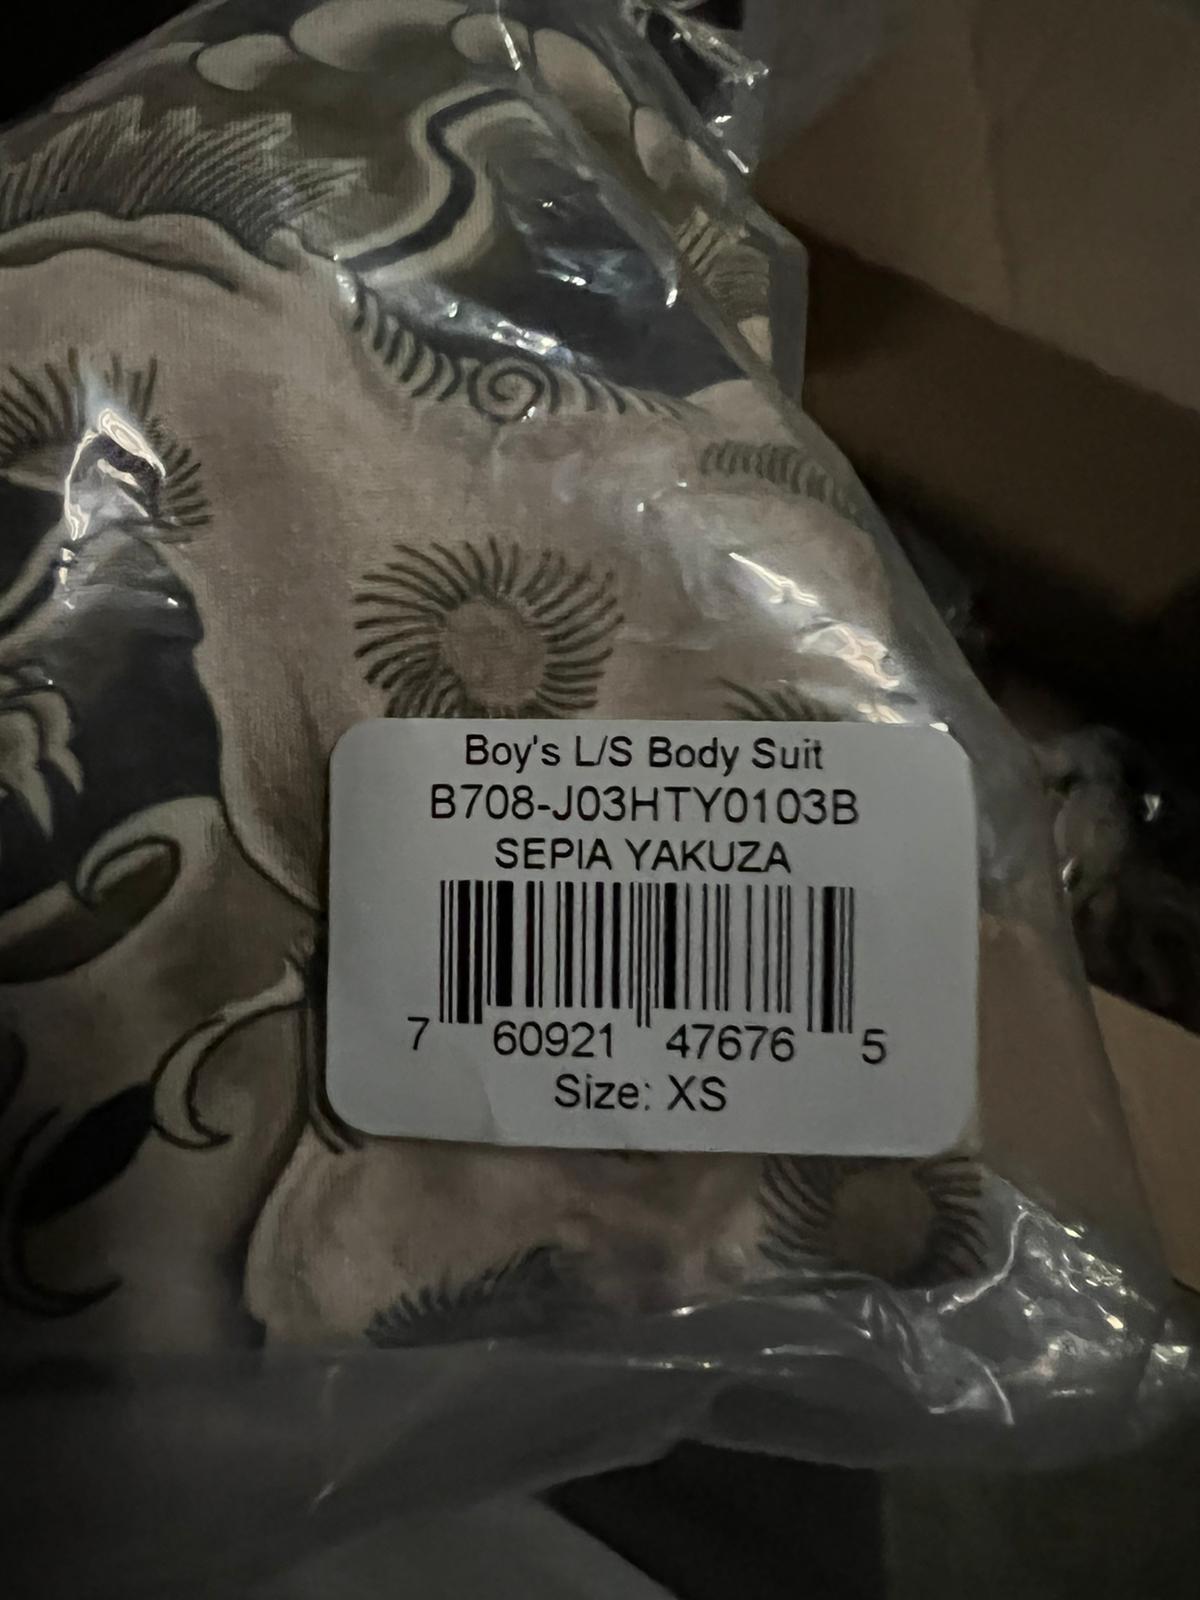 Boy's L/S Body Suit
B708-J03HTY0103B
SEPIA YAKUZA
7 60921 47676 5
Size: XS